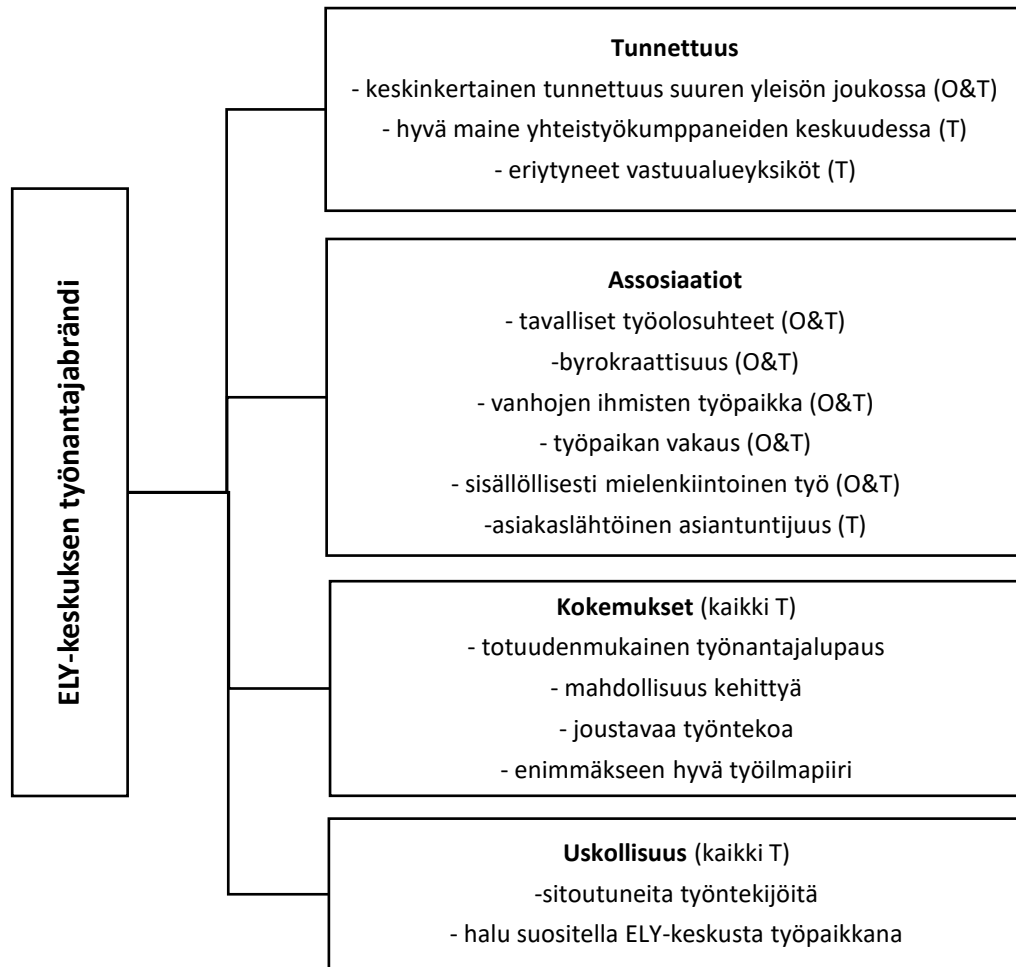 ELY-keskuksen työnantajabrändi
Tunnettuus
- keskinkertainen tunnettuus suuren yleisön joukossa (O&T)
- hyvä maine yhteistyökumppaneiden keskuudessa (T)
- eriytyneet vastuualueyksiköt (T)
Assosiaatiot
- tavalliset työolosuhteet (O&T)
-byrokraattisuus (O&T)
- vanhojen ihmisten työpaikka (O&T)
- työpaikan vakaus (O&T)
- sisällöllisesti mielenkiintoinen työ (O&T)
-asiakaslähtöinen asiantuntijuus (T)
Kokemukset (kaikki T)
- totuudenmukainen työnantajalupaus
- mahdollisuus kehittyä
- joustavaa työntekoa
- enimmäkseen hyvä työilmapiiri
Uskollisuus (kaikki T)
-sitoutuneita työntekijöitä
- halu suositella ELY-keskusta työpaikkana